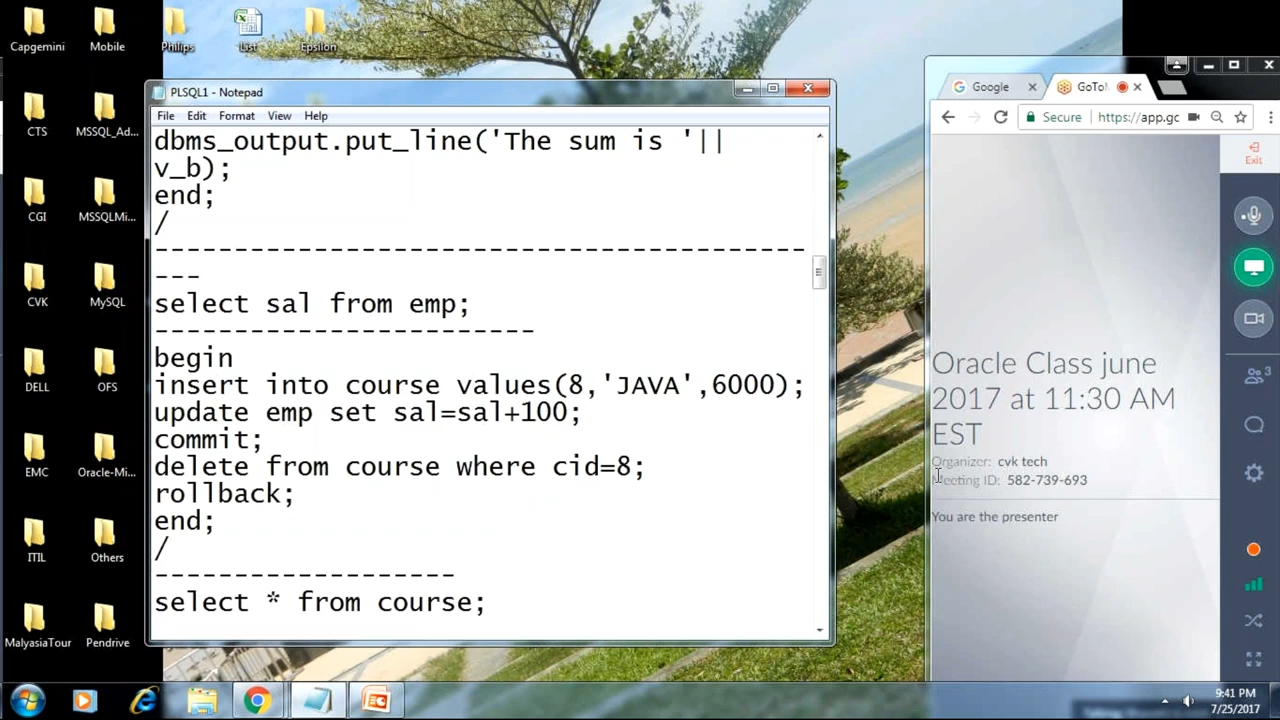 Capgemini
Mobile
Philips
List
Epsilon
CTS
MSSQL_Ad...
CGI
MSSQLMi...
CVK
MySQL
DELL
OFS
EMC
Oracle-Mi...
ITIL
Others
MalyasiaTour
Pendrive
PLSQL1 - Notepad
File Edit Format View Help
dbms_output.put_line('The sum is '||
v_b);
end;
/
-----------------------------------------
---
select sal from emp;
------------------------
begin
insert into course values(8,'JAVA',6000);
update emp set sal=sal+100;
commit;
delete from course where cid=8;
rollback;
end;
/
-------------------
select * from course;
Google
GoToM
Secure https://app.gc
Exit
Oracle Class june
2017 at 11:30 AM
EST
Organizer: cvk tech
Meeting ID: 582-739-693
You are the presenter
3
9:41 PM
7/25/2017